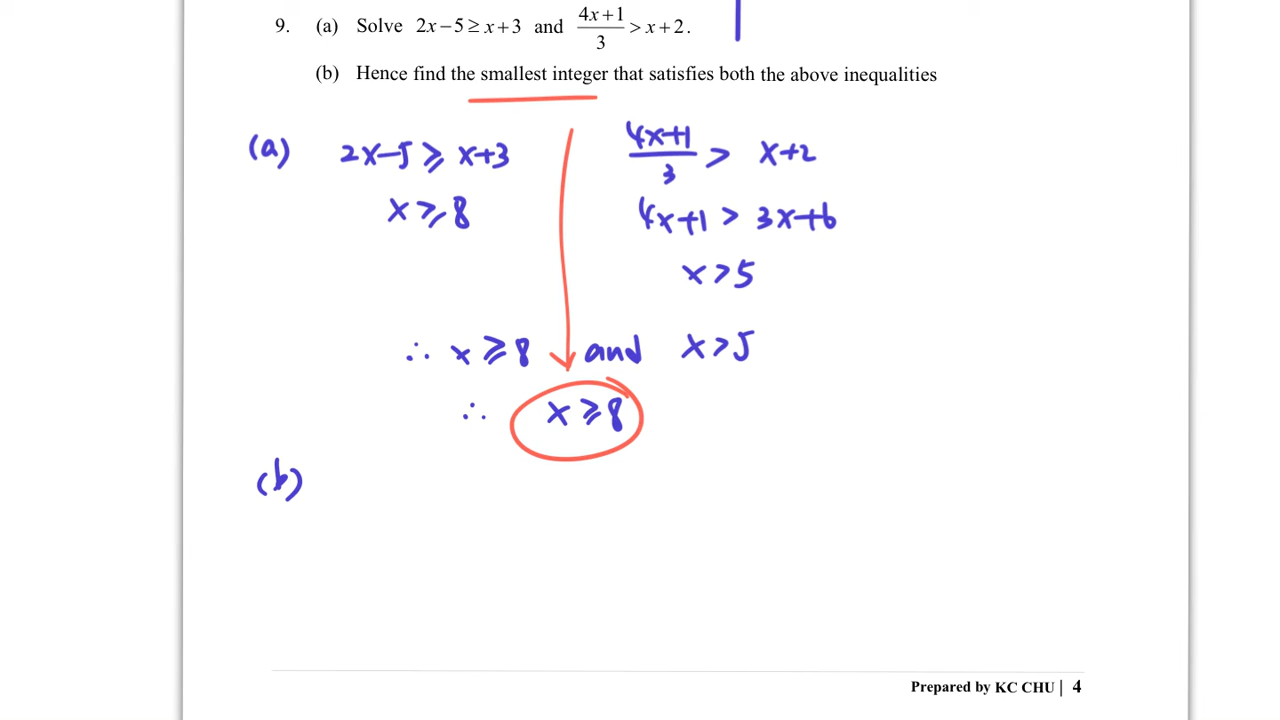 9. (a) Solve 2x−5≥x+3 and (4x+1)/3 > x+2.
(b) Hence find the smallest integer that satisfies both the above inequalities
(a) 2x−5 ≥ x+3 (4x+1)/3 > x+2
x ≥ 8 4x+1 > 3x+6
x > 5
∴ x ≥ 8 and x > 5
∴ x ≥ 8
(b)
Prepared by KC CHU | 4